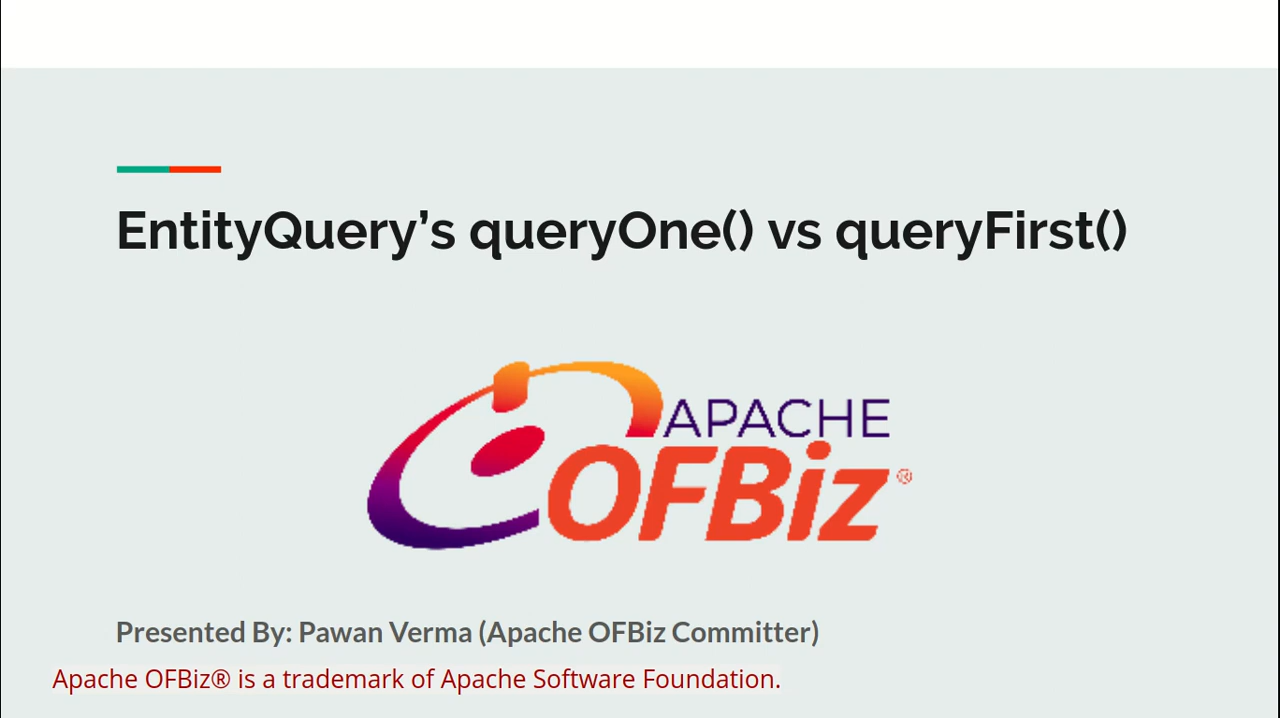 EntityQuery’s queryOne() vs queryFirst()
APACHE
OFBiz®
Presented By: Pawan Verma (Apache OFBiz Committer)
Apache OFBiz® is a trademark of Apache Software Foundation.